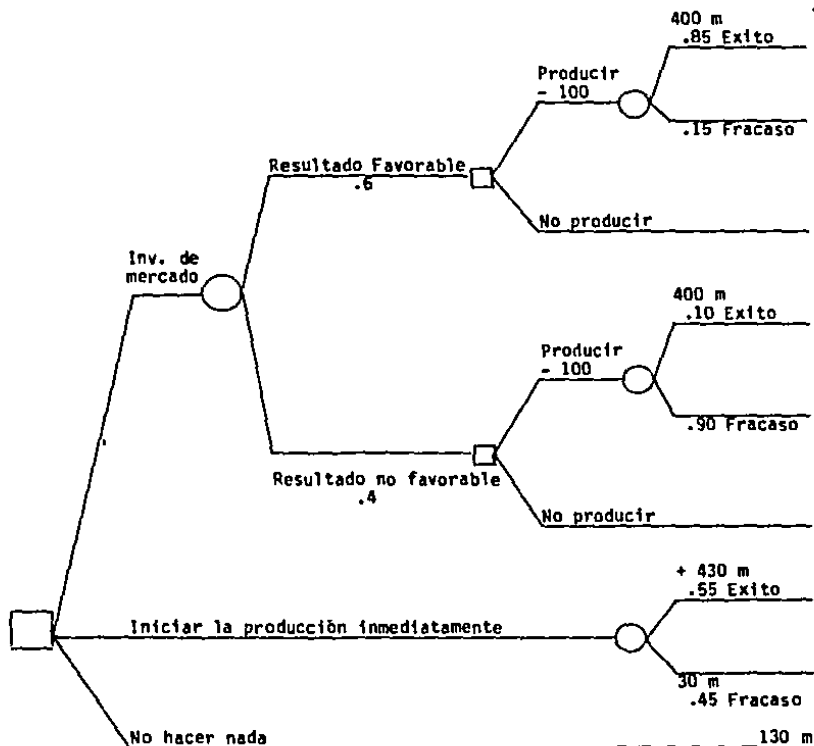 400 m
.85 Exito
Producir
- 100
.15 Fracaso
Resultado Favorable
.6
No producir
Inv. de
mercado
400 m
.10 Exito
Producir
- 100
.90 Fracaso
Resultado no favorable
.4
No producir
+ 430 m
.55 Exito
Iniciar la producción inmediatamente
30 m
.45 Fracaso
No hacer nada
130 m